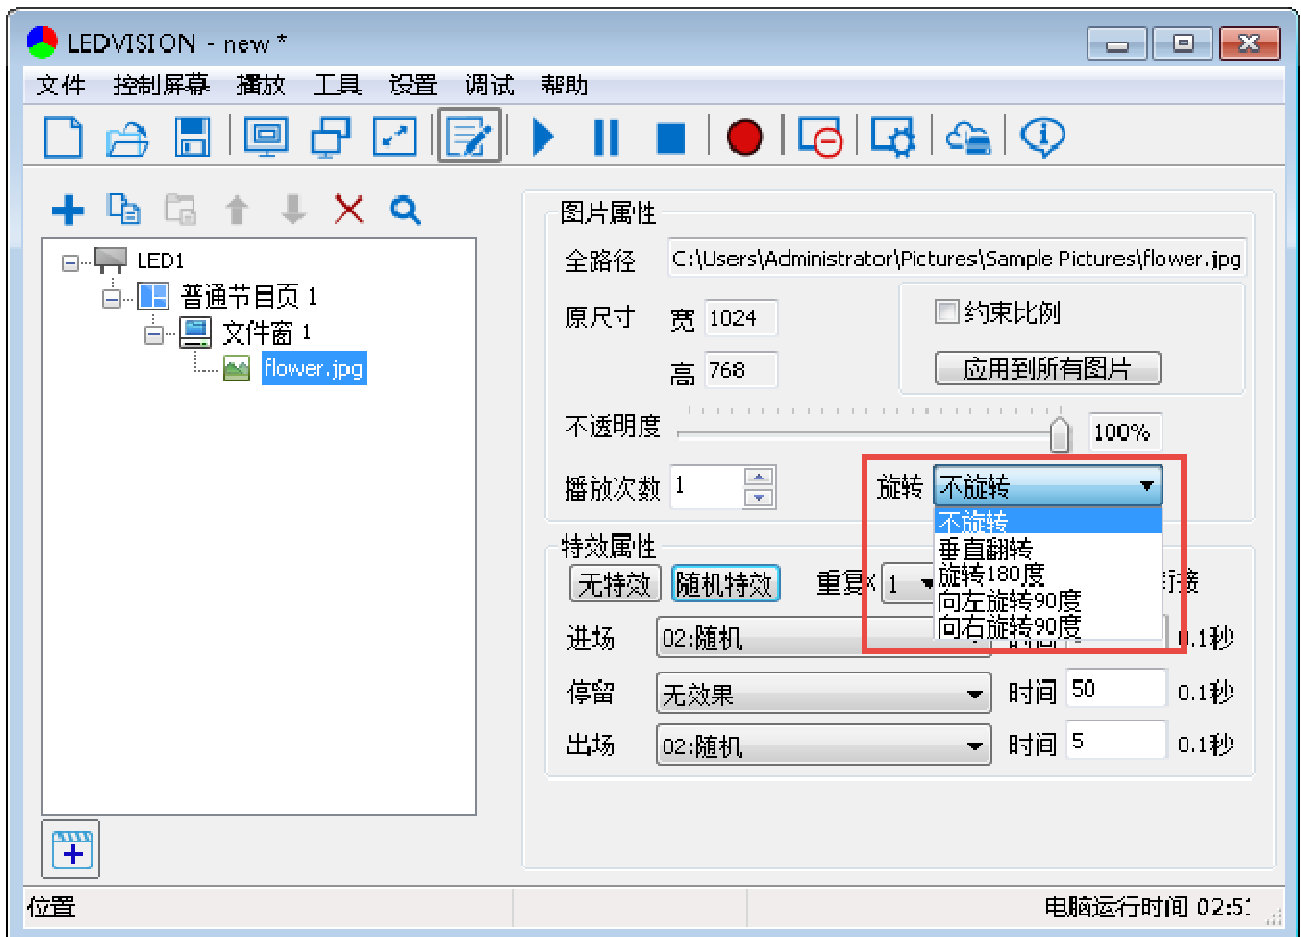 LEDVISION - new *
文件 控制屏幕 播放 工具 设置 调试 帮助
LED1
普通节目页 1
文件窗 1
flower.jpg
图片属性
全路径 C:\Users\Administrator\Pictures\Sample Pictures\flower.jpg
原尺寸 宽 1024 约束比例
高 768 应用到所有图片
不透明度 100%
播放次数 1 旋转 不旋转
不旋转
垂直翻转
旋转180度
向左旋转90度
向右旋转90度
特效属性
无特效 随机特效 重复X 1 接
进场 02:随机 时间 0.1秒
停留 无效果 时间 50 0.1秒
出场 02:随机 时间 5 0.1秒
位置 电脑运行时间 02:51